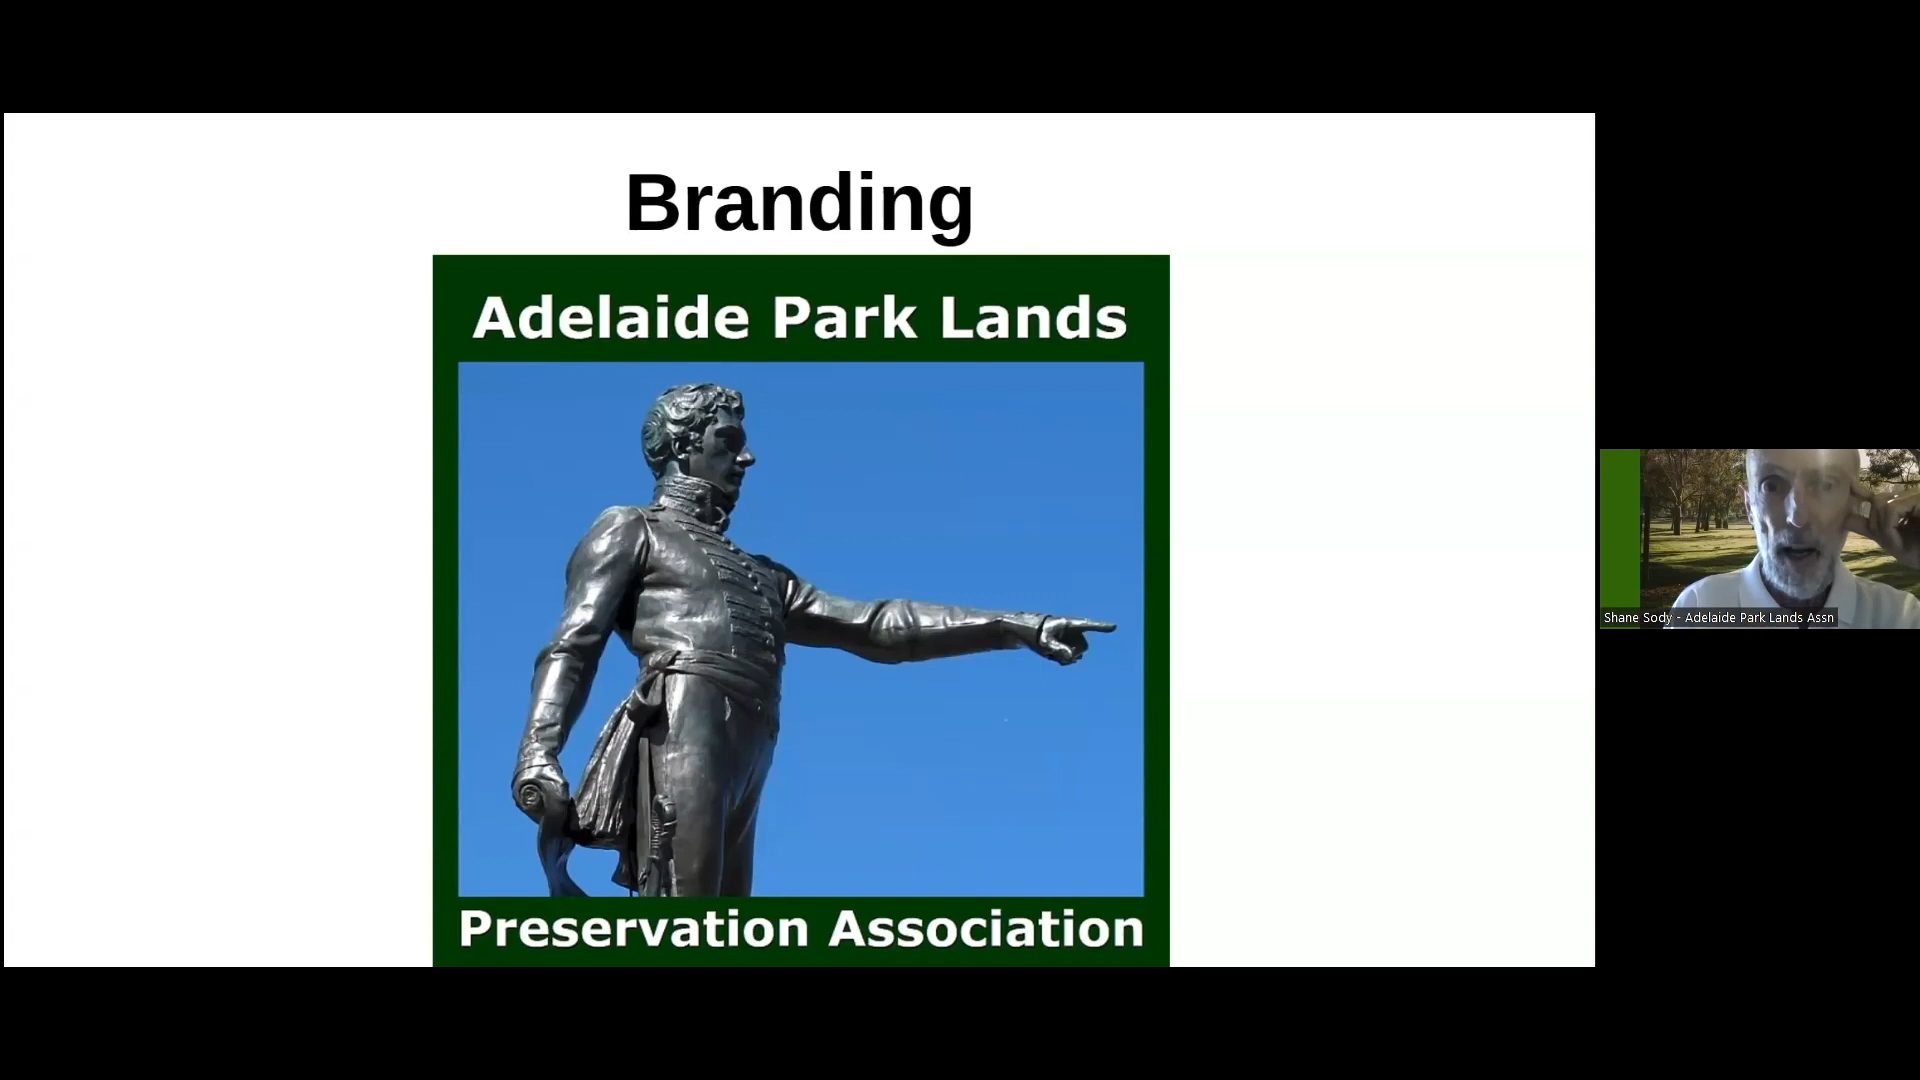 Branding
Adelaide Park Lands
Preservation Association
Shane Sody - Adelaide Park Lands Assn